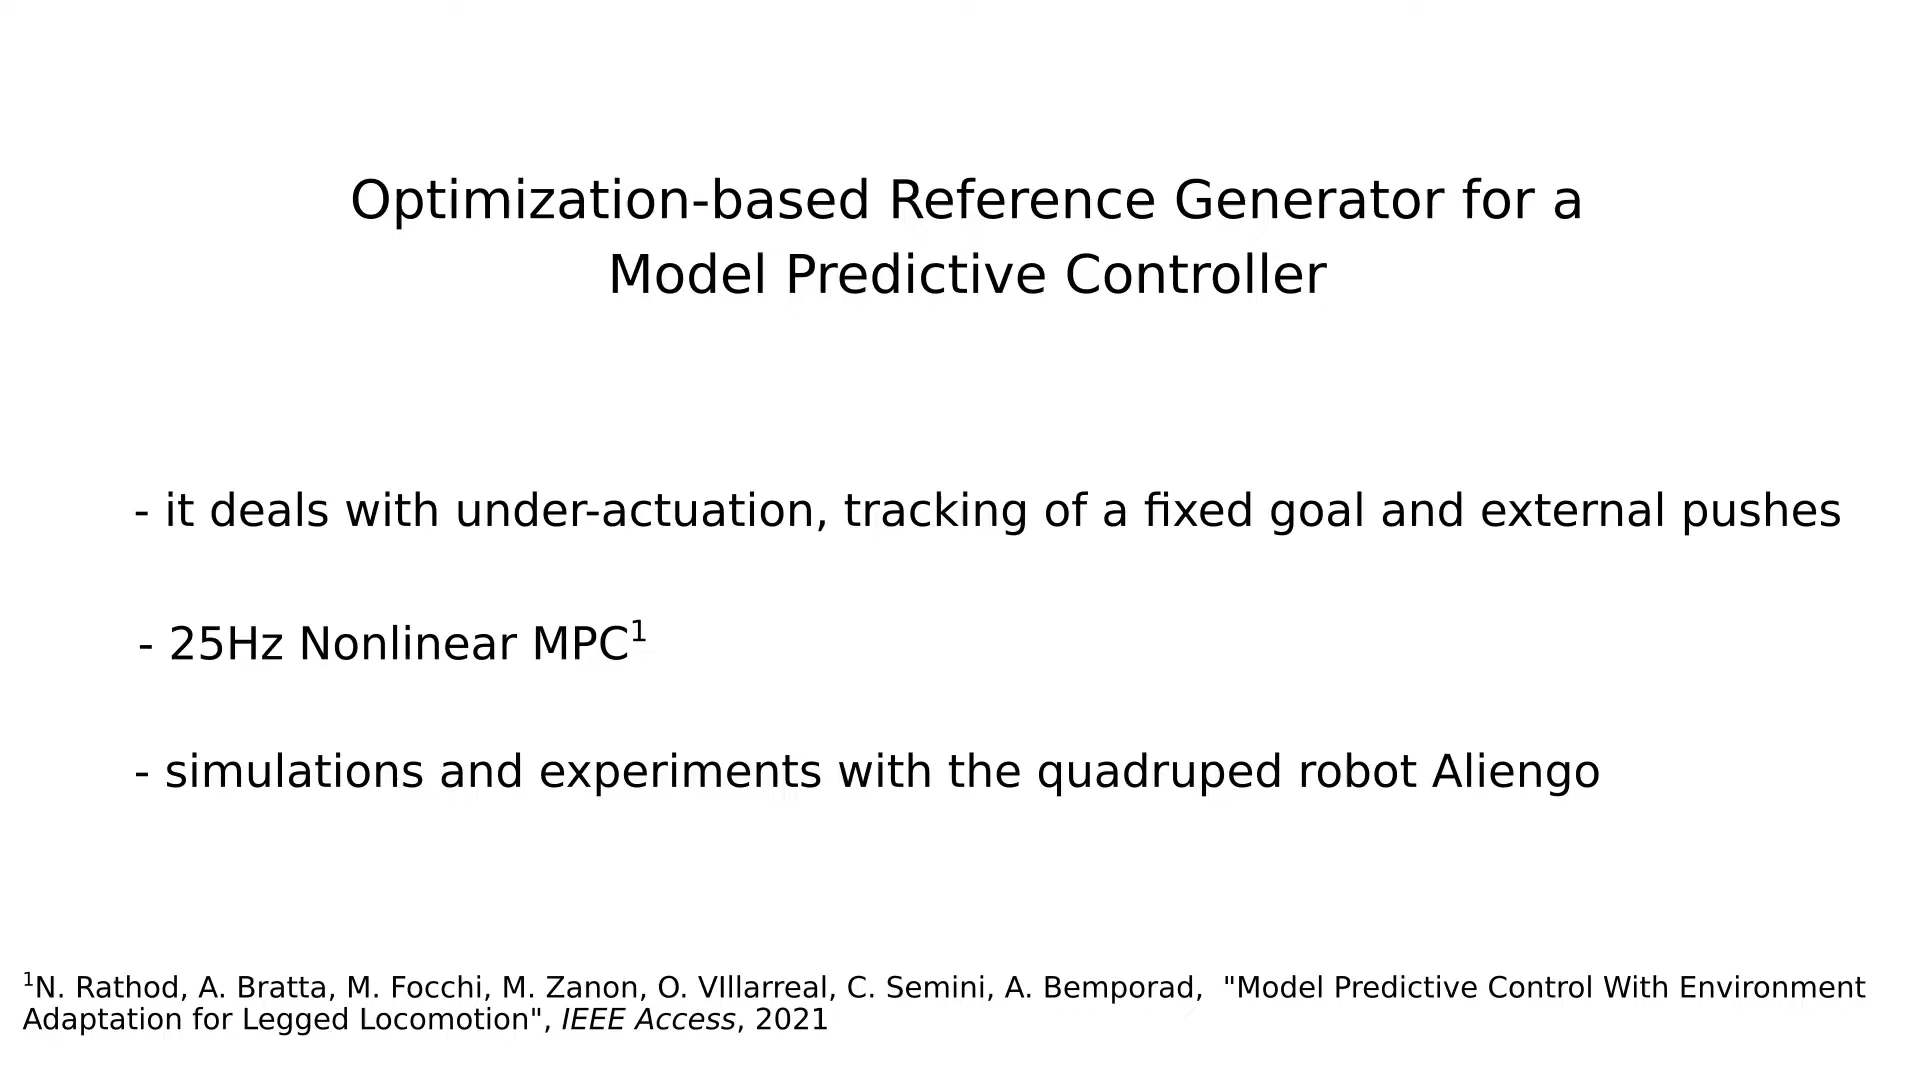 Optimization-based Reference Generator for a
Model Predictive Controller
- it deals with under-actuation, tracking of a fixed goal and external pushes
- 25Hz Nonlinear MPC¹
- simulations and experiments with the quadruped robot Aliengo
¹N. Rathod, A. Bratta, M. Focchi, M. Zanon, O. VIllarreal, C. Semini, A. Bemporad, "Model Predictive Control With Environment
Adaptation for Legged Locomotion", IEEE Access, 2021